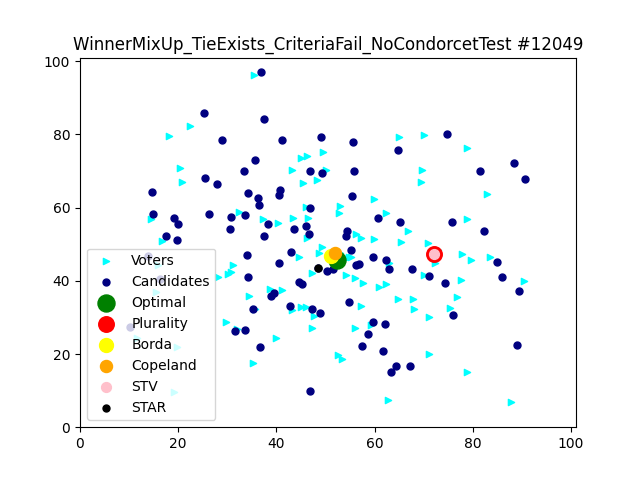 WinnerMixUp_TieExists_CriteriaFail_NoCondorcetTest #12049
100
80
60
40
20
0
0 20 40 60 80 100
Voters
Candidates
Optimal
Plurality
Borda
Copeland
STV
STAR